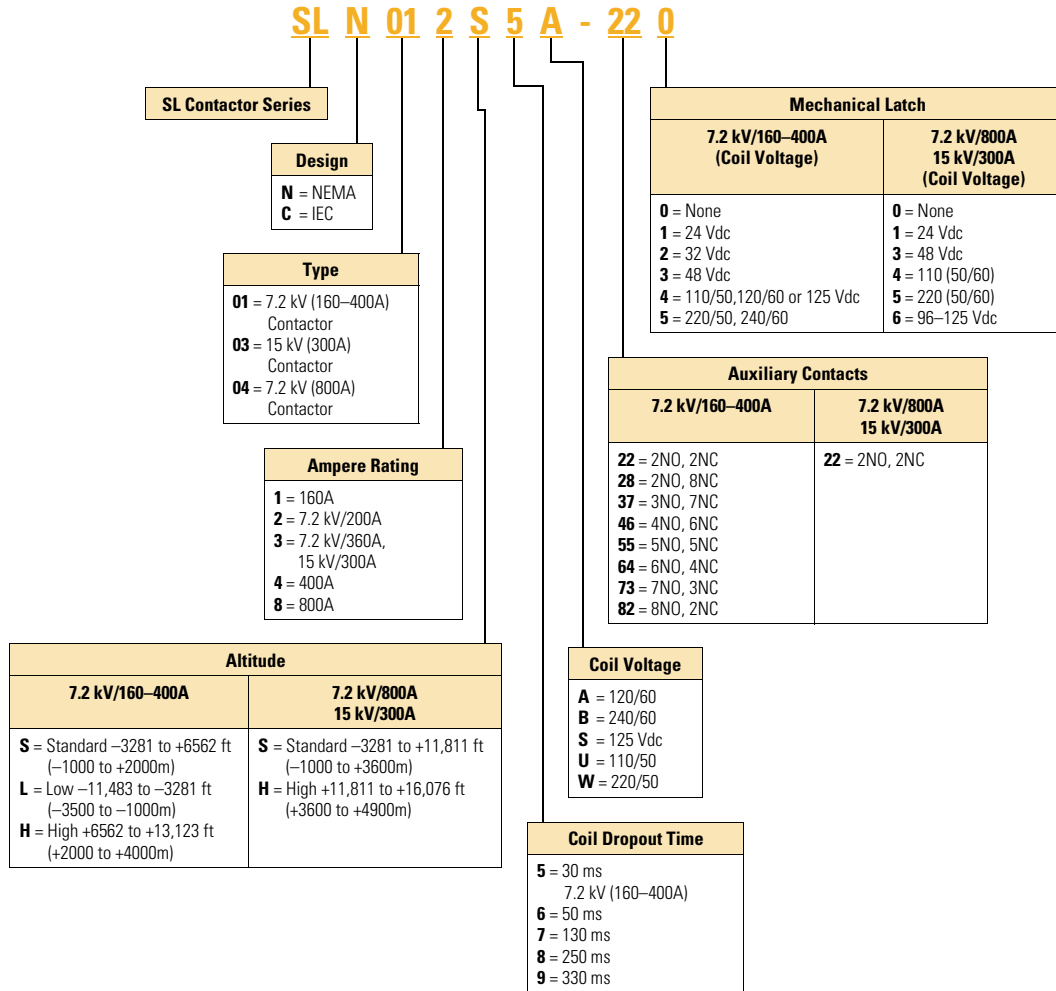 SL N 01 2 S 5 A - 22 0
SL Contactor Series
Design
N = NEMA
C = IEC
Type
01 = 7.2 kV (160–400A)
Contactor
03 = 15 kV (300A)
Contactor
04 = 7.2 kV (800A)
Contactor
Ampere Rating
1 = 160A
2 = 7.2 kV/200A
3 = 7.2 kV/360A,
15 kV/300A
4 = 400A
8 = 800A
Altitude
7.2 kV/160–400A
S = Standard –3281 to +6562 ft
(–1000 to +2000m)
L = Low –11,483 to –3281 ft
(–3500 to –1000m)
H = High +6562 to +13,123 ft
(+2000 to +4000m)
7.2 kV/800A
15 kV/300A
S = Standard –3281 to +11,811 ft
(–1000 to +3600m)
H = High +11,811 to +16,076 ft
(+3600 to +4900m)
Coil Dropout Time
5 = 30 ms
7.2 kV (160–400A)
6 = 50 ms
7 = 130 ms
8 = 250 ms
9 = 330 ms
Coil Voltage
A = 120/60
B = 240/60
S = 125 Vdc
U = 110/50
W = 220/50
Auxiliary Contacts
7.2 kV/160–400A
22 = 2NO, 2NC
28 = 2NO, 8NC
37 = 3NO, 7NC
46 = 4NO, 6NC
55 = 5NO, 5NC
64 = 6NO, 4NC
73 = 7NO, 3NC
82 = 8NO, 2NC
7.2 kV/800A
15 kV/300A
22 = 2NO, 2NC
Mechanical Latch
7.2 kV/160–400A
(Coil Voltage)
0 = None
1 = 24 Vdc
2 = 32 Vdc
3 = 48 Vdc
4 = 110/50,120/60 or 125 Vdc
5 = 220/50, 240/60
7.2 kV/800A
15 kV/300A
(Coil Voltage)
0 = None
1 = 24 Vdc
3 = 48 Vdc
4 = 110 (50/60)
5 = 220 (50/60)
6 = 96–125 Vdc